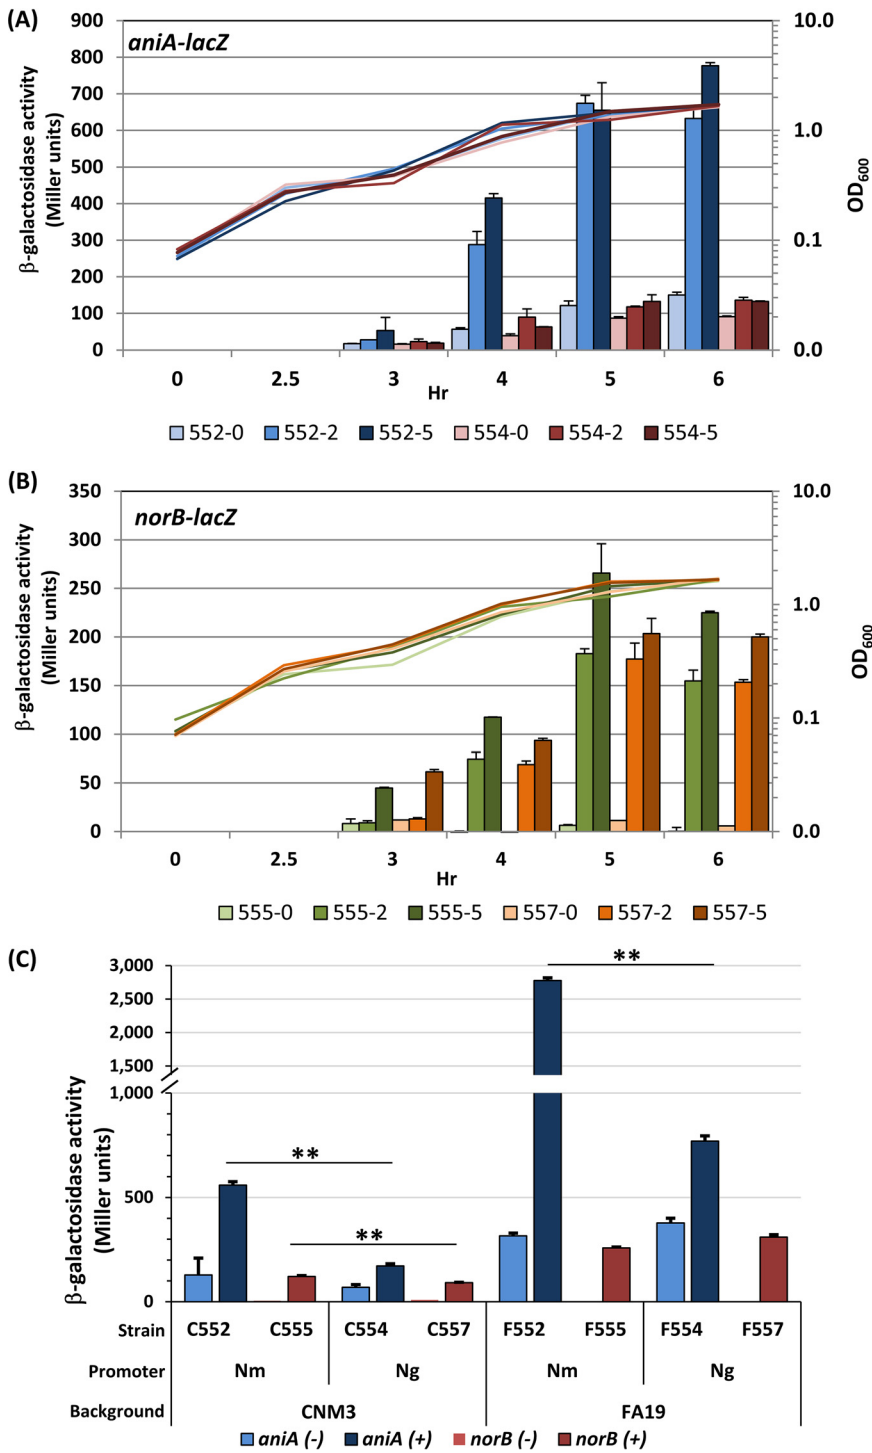 (A)
aniA-lacZ
β-galactosidase activity
(Miller units)
900
800
700
600
500
400
300
200
100
0
10.0
1.0
0.1
0.0
OD600
0 2.5 3 4 5 6
Hr
552-0 552-2 552-5 554-0 554-2 554-5
(B)
norB-lacZ
β-galactosidase activity
(Miller units)
350
300
250
200
150
100
50
0
10.0
1.0
0.1
0.0
OD600
0 2.5 3 4 5 6
Hr
555-0 555-2 555-5 557-0 557-2 557-5
(C)
β-galactosidase activity
(Miller units)
3,000
2,500
2,000
1,500
1,000
500
0
**
**
**
Strain C552 C555 C554 C557 F552 F555 F554 F557
Promoter Nm Ng Nm Ng
Background CNM3 FA19
aniA (-) aniA (+) norB (-) norB (+)